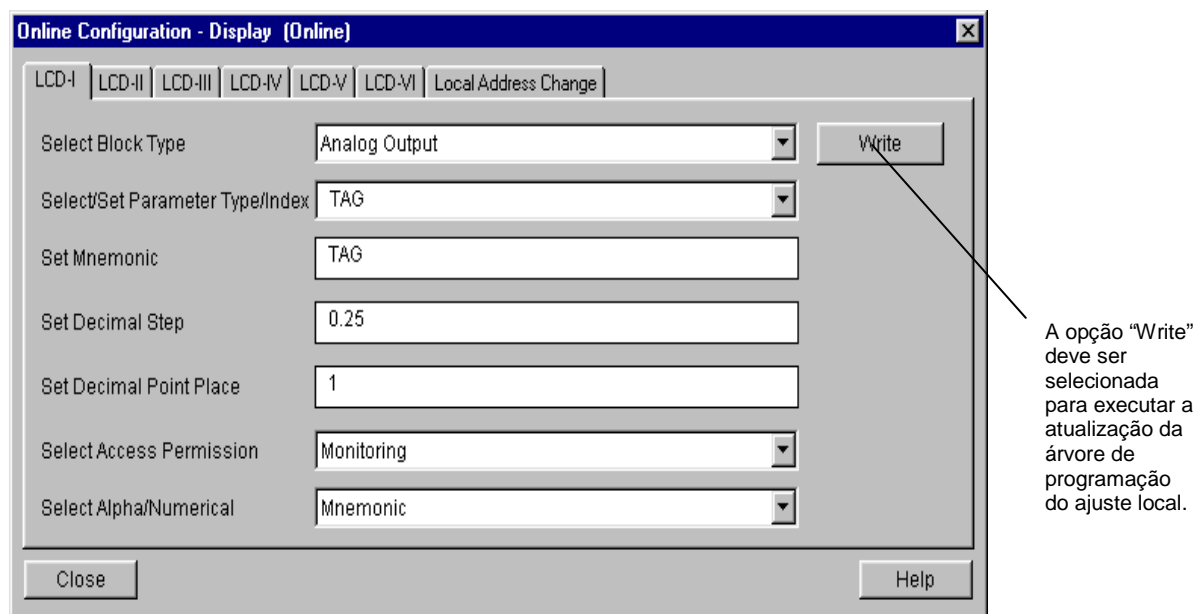 Online Configuration - Display (Online)
LCD-I LCD-II LCD-III LCD-IV LCD-V LCD-VI Local Address Change
Select Block Type Analog Output Write
Select/Set Parameter Type/Index TAG
Set Mnemonic TAG
Set Decimal Step 0.25
Set Decimal Point Place 1
Select Access Permission Monitoring
Select Alpha/Numerical Mnemonic
Close Help
A opção “Write”
deve ser
selecionada
para executar a
atualização da
árvore de
programação
do ajuste local.